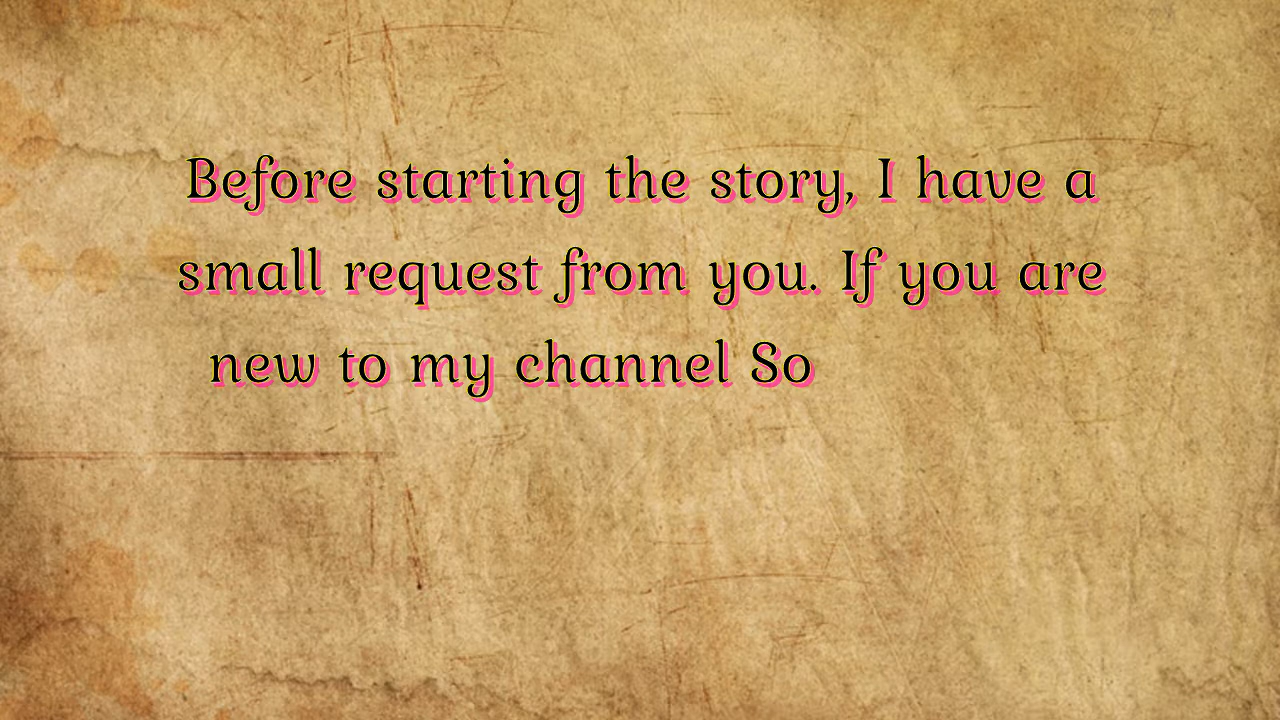 Before starting the story, I have a
small request from you. If you are
new to my channel So